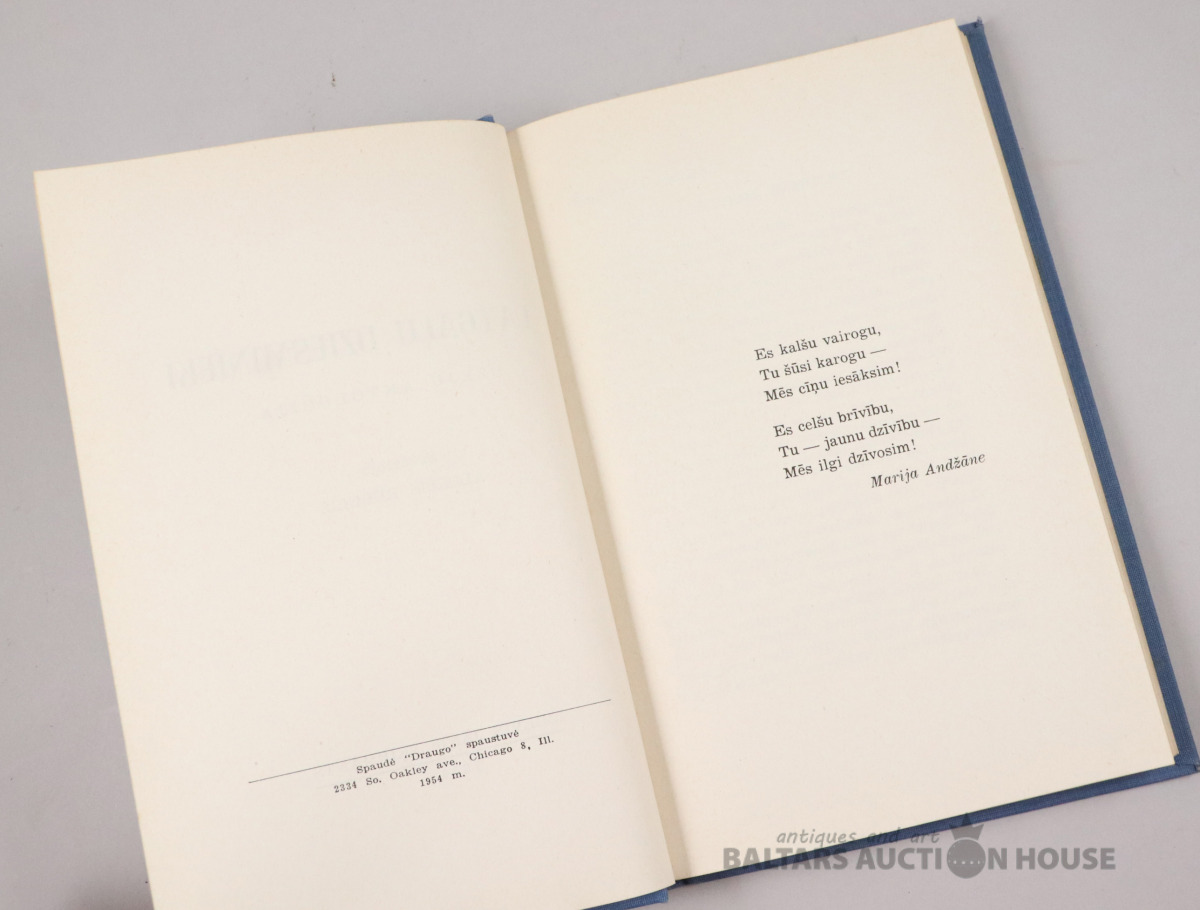 Spaudė "Draugo" spaustuvė
2334 So. Oakley ave., Chicago 8, Ill.
1954 m.
Es kalšu vairogu,
Tu šūsi karogu —
Mēs cīņu iesāksim!
Es celšu brīvību,
Tu — jaunu dzīvību —
Mēs ilgi dzīvosim!
Marija Andžāne
antiques and art
BALTARS AUCTION HOUSE